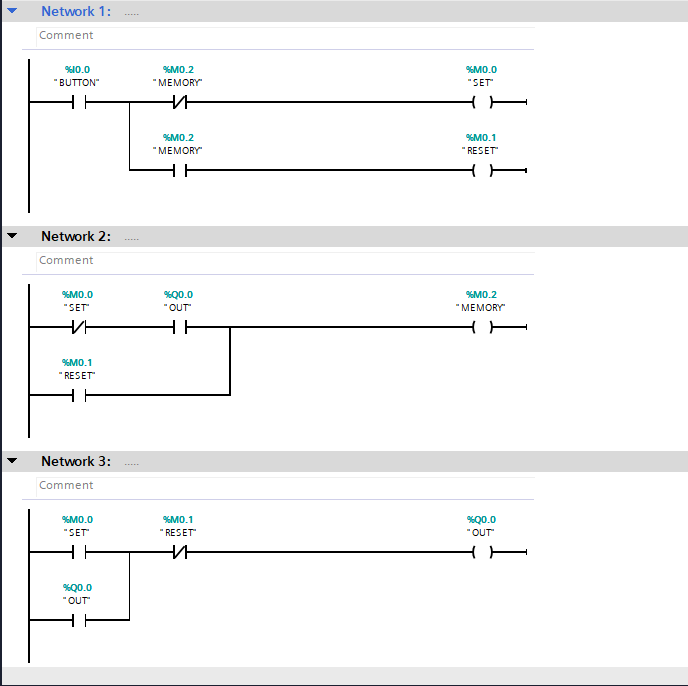 Network 1: .....
Comment
%I0.0 %M0.2 %M0.0
"BUTTON" "MEMORY" "SET"
%M0.2 %M0.1
"MEMORY" "RESET"
Network 2: .....
Comment
%M0.0 %Q0.0 %M0.2
"SET" "OUT" "MEMORY"
%M0.1
"RESET"
Network 3: .....
Comment
%M0.0 %M0.1 %Q0.0
"SET" "RESET" "OUT"
%Q0.0
"OUT"